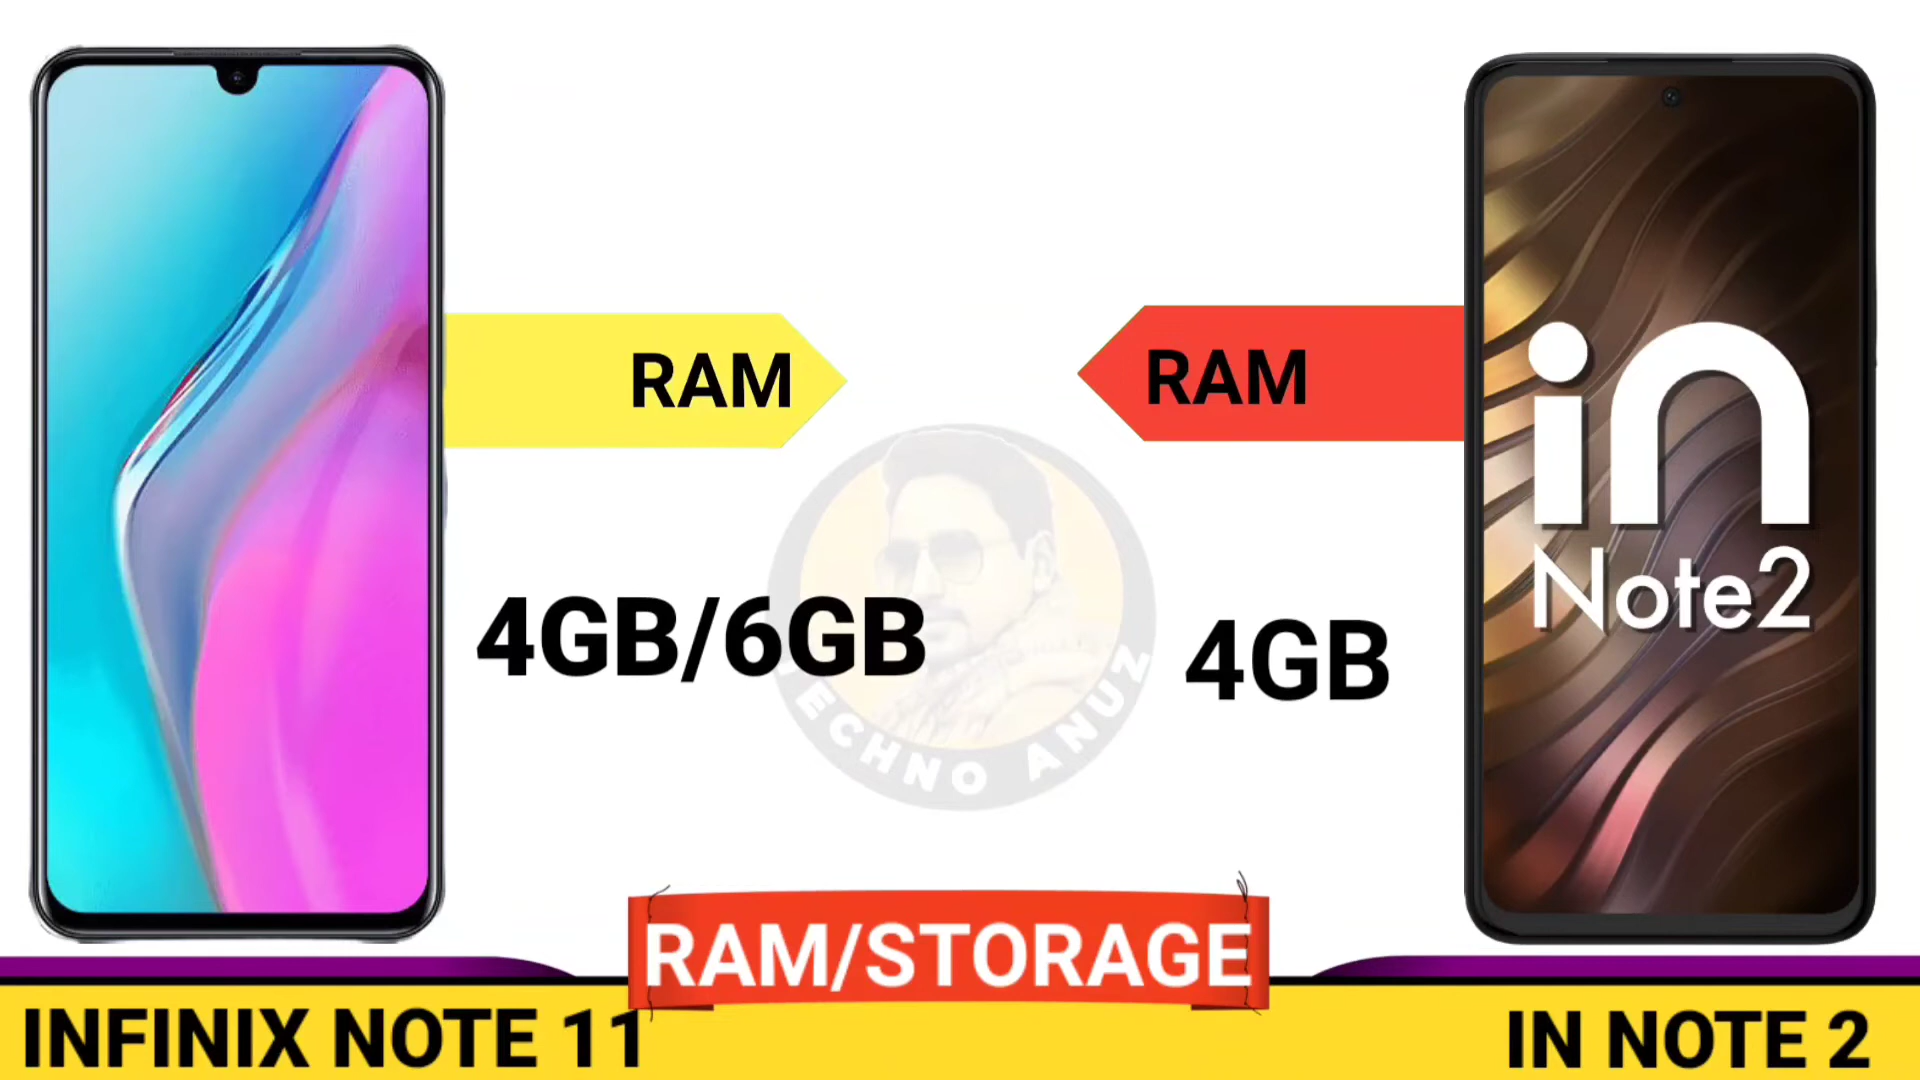 RAM
RAM
4GB/6GB
4GB
in
Note2
TECHNO ANUZ
RAM/STORAGE
INFINIX NOTE 11
IN NOTE 2